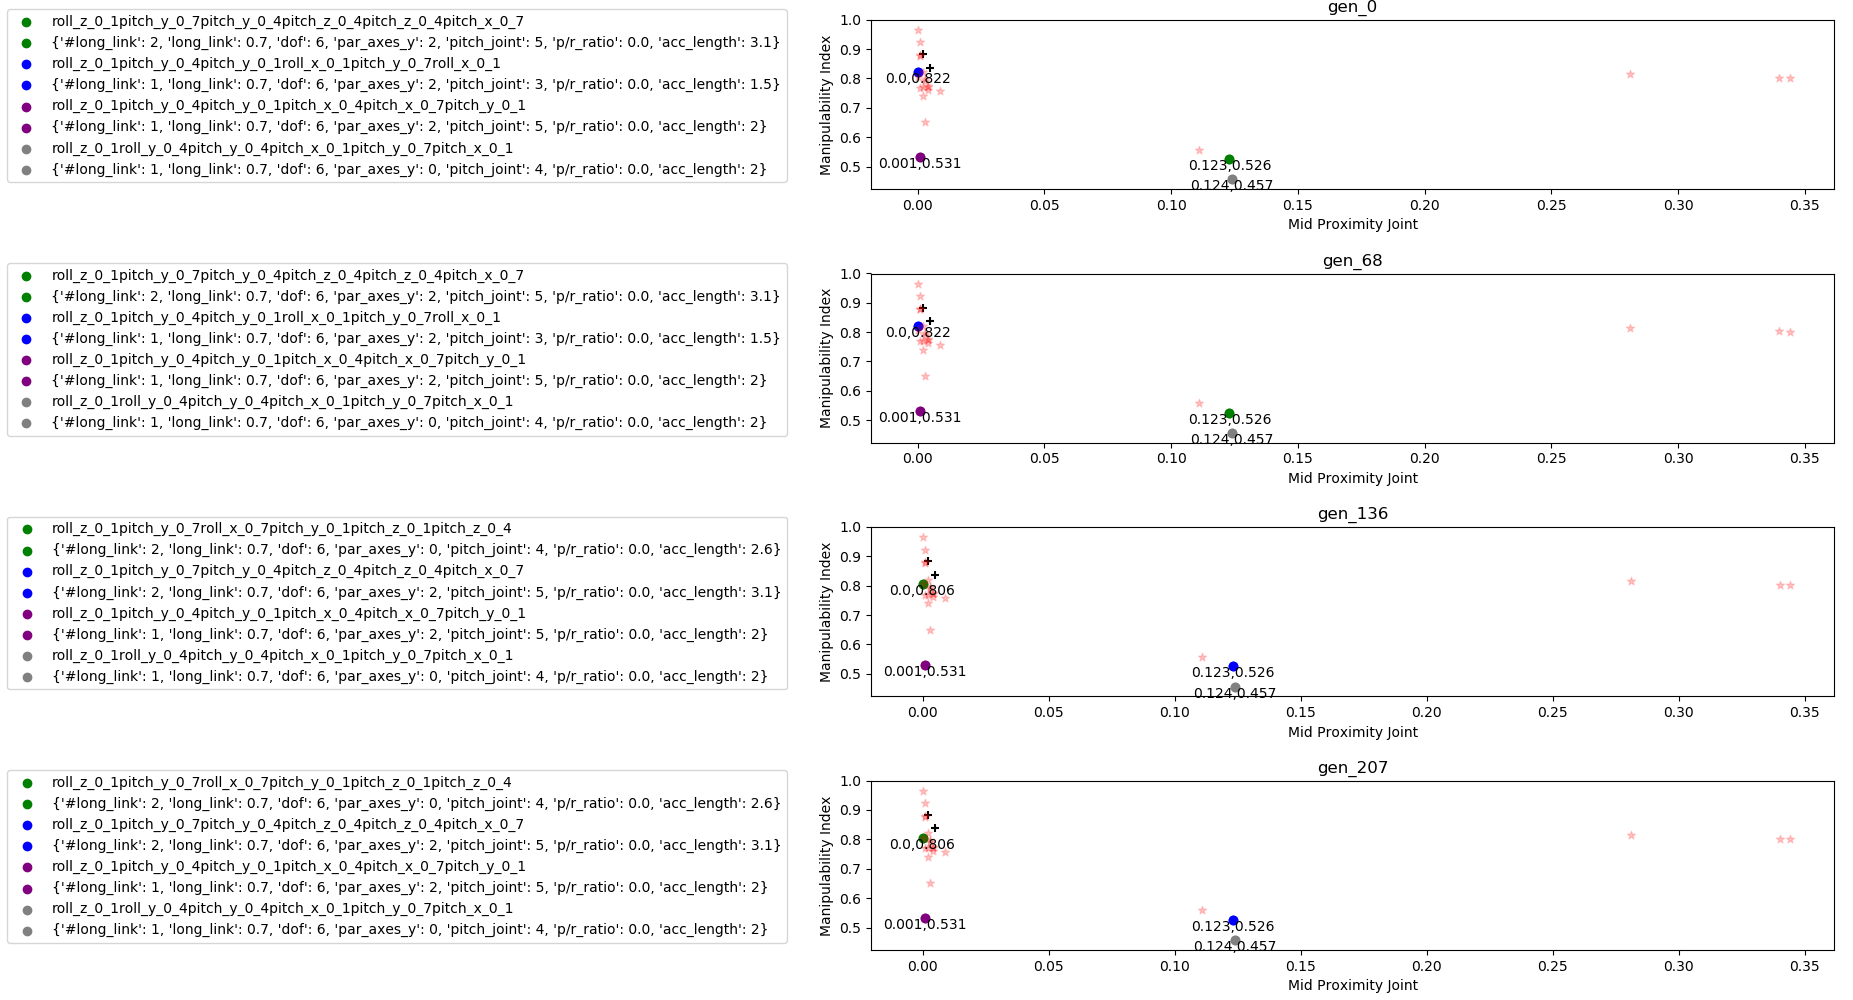 roll_z_0_1pitch_y_0_7pitch_y_0_4pitch_z_0_4pitch_z_0_4pitch_x_0_7
{'#long_link': 2, 'long_link': 0.7, 'dof': 6, 'par_axes_y': 2, 'pitch_joint': 5, 'p/r_ratio': 0.0, 'acc_length': 3.1}
roll_z_0_1pitch_y_0_4pitch_y_0_1roll_x_0_1pitch_y_0_7roll_x_0_1
{'#long_link': 1, 'long_link': 0.7, 'dof': 6, 'par_axes_y': 2, 'pitch_joint': 3, 'p/r_ratio': 0.0, 'acc_length': 1.5}
roll_z_0_1pitch_y_0_4pitch_y_0_1pitch_x_0_4pitch_x_0_7pitch_y_0_1
{'#long_link': 1, 'long_link': 0.7, 'dof': 6, 'par_axes_y': 2, 'pitch_joint': 5, 'p/r_ratio': 0.0, 'acc_length': 2}
roll_z_0_1roll_y_0_4pitch_y_0_4pitch_x_0_1pitch_y_0_7pitch_x_0_1
{'#long_link': 1, 'long_link': 0.7, 'dof': 6, 'par_axes_y': 0, 'pitch_joint': 4, 'p/r_ratio': 0.0, 'acc_length': 2}
gen_0
Manipulability Index
1.0
0.9
0.8
0.7
0.6
0.5
0.0,0.822
0.001,0.531
0.123,0.526
0.124,0.457
0.00 0.05 0.10 0.15 0.20 0.25 0.30 0.35
Mid Proximity Joint
roll_z_0_1pitch_y_0_7pitch_y_0_4pitch_z_0_4pitch_z_0_4pitch_x_0_7
{'#long_link': 2, 'long_link': 0.7, 'dof': 6, 'par_axes_y': 2, 'pitch_joint': 5, 'p/r_ratio': 0.0, 'acc_length': 3.1}
roll_z_0_1pitch_y_0_4pitch_y_0_1roll_x_0_1pitch_y_0_7roll_x_0_1
{'#long_link': 1, 'long_link': 0.7, 'dof': 6, 'par_axes_y': 2, 'pitch_joint': 3, 'p/r_ratio': 0.0, 'acc_length': 1.5}
roll_z_0_1pitch_y_0_4pitch_y_0_1pitch_x_0_4pitch_x_0_7pitch_y_0_1
{'#long_link': 1, 'long_link': 0.7, 'dof': 6, 'par_axes_y': 2, 'pitch_joint': 5, 'p/r_ratio': 0.0, 'acc_length': 2}
roll_z_0_1roll_y_0_4pitch_y_0_4pitch_x_0_1pitch_y_0_7pitch_x_0_1
{'#long_link': 1, 'long_link': 0.7, 'dof': 6, 'par_axes_y': 0, 'pitch_joint': 4, 'p/r_ratio': 0.0, 'acc_length': 2}
gen_68
Manipulability Index
1.0
0.9
0.8
0.7
0.6
0.5
0.0,0.822
0.001,0.531
0.123,0.526
0.124,0.457
0.00 0.05 0.10 0.15 0.20 0.25 0.30 0.35
Mid Proximity Joint
roll_z_0_1pitch_y_0_7roll_x_0_7pitch_y_0_1pitch_z_0_1pitch_z_0_4
{'#long_link': 2, 'long_link': 0.7, 'dof': 6, 'par_axes_y': 0, 'pitch_joint': 4, 'p/r_ratio': 0.0, 'acc_length': 2.6}
roll_z_0_1pitch_y_0_7pitch_y_0_4pitch_z_0_4pitch_z_0_4pitch_x_0_7
{'#long_link': 2, 'long_link': 0.7, 'dof': 6, 'par_axes_y': 2, 'pitch_joint': 5, 'p/r_ratio': 0.0, 'acc_length': 3.1}
roll_z_0_1pitch_y_0_4pitch_y_0_1pitch_x_0_4pitch_x_0_7pitch_y_0_1
{'#long_link': 1, 'long_link': 0.7, 'dof': 6, 'par_axes_y': 2, 'pitch_joint': 5, 'p/r_ratio': 0.0, 'acc_length': 2}
roll_z_0_1roll_y_0_4pitch_y_0_4pitch_x_0_1pitch_y_0_7pitch_x_0_1
{'#long_link': 1, 'long_link': 0.7, 'dof': 6, 'par_axes_y': 0, 'pitch_joint': 4, 'p/r_ratio': 0.0, 'acc_length': 2}
gen_136
Manipulability Index
1.0
0.9
0.8
0.7
0.6
0.5
0.0,0.806
0.001,0.531
0.123,0.526
0.124,0.457
0.00 0.05 0.10 0.15 0.20 0.25 0.30 0.35
Mid Proximity Joint
roll_z_0_1pitch_y_0_7roll_x_0_7pitch_y_0_1pitch_z_0_1pitch_z_0_4
{'#long_link': 2, 'long_link': 0.7, 'dof': 6, 'par_axes_y': 0, 'pitch_joint': 4, 'p/r_ratio': 0.0, 'acc_length': 2.6}
roll_z_0_1pitch_y_0_7pitch_y_0_4pitch_z_0_4pitch_z_0_4pitch_x_0_7
{'#long_link': 2, 'long_link': 0.7, 'dof': 6, 'par_axes_y': 2, 'pitch_joint': 5, 'p/r_ratio': 0.0, 'acc_length': 3.1}
roll_z_0_1pitch_y_0_4pitch_y_0_1pitch_x_0_4pitch_x_0_7pitch_y_0_1
{'#long_link': 1, 'long_link': 0.7, 'dof': 6, 'par_axes_y': 2, 'pitch_joint': 5, 'p/r_ratio': 0.0, 'acc_length': 2}
roll_z_0_1roll_y_0_4pitch_y_0_4pitch_x_0_1pitch_y_0_7pitch_x_0_1
{'#long_link': 1, 'long_link': 0.7, 'dof': 6, 'par_axes_y': 0, 'pitch_joint': 4, 'p/r_ratio': 0.0, 'acc_length': 2}
gen_207
Manipulability Index
1.0
0.9
0.8
0.7
0.6
0.5
0.0,0.806
0.001,0.531
0.123,0.526
0.124,0.457
0.00 0.05 0.10 0.15 0.20 0.25 0.30 0.35
Mid Proximity Joint